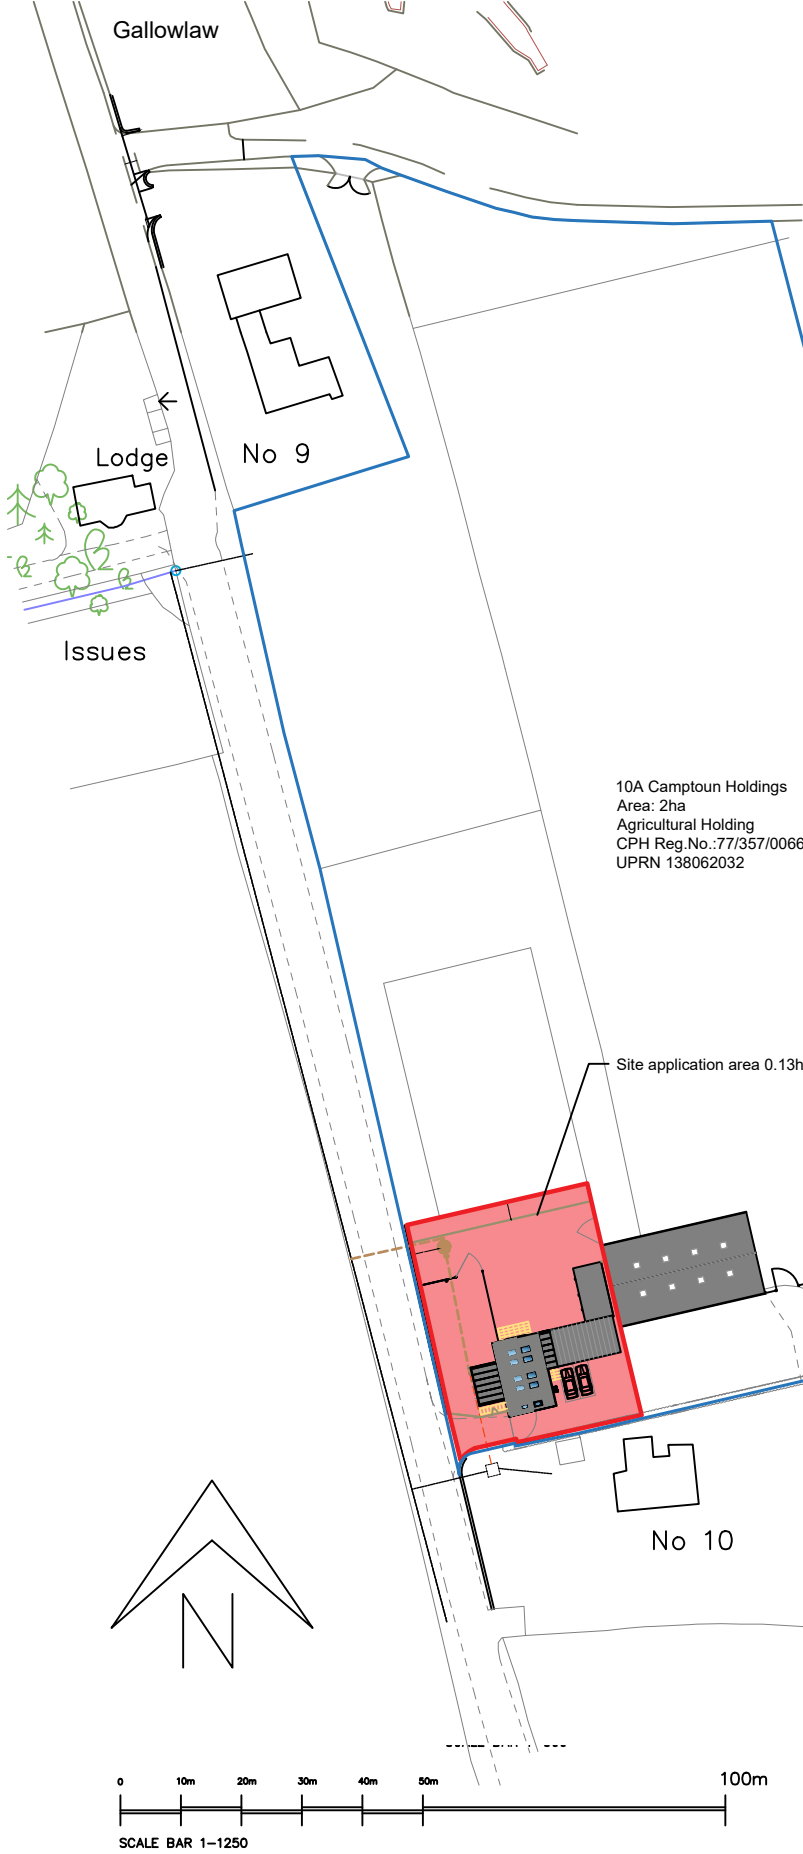 Gallowlaw
No 9
Lodge
Issues
10A Camptoun Holdings
Area: 2ha
Agricultural Holding
CPH Reg.No.:77/357/0066
UPRN 138062032
Site application area 0.13h
No 10
N
0 10m 20m 30m 40m 50m 100m
SCALE BAR 1-1250